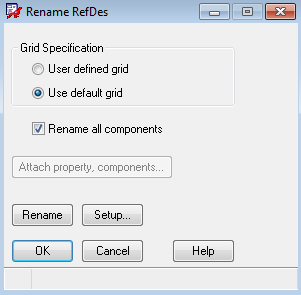 Rename RefDes
Grid Specification
User defined grid
Use default grid
Rename all components
Attach property, components...
Rename Setup...
OK Cancel Help